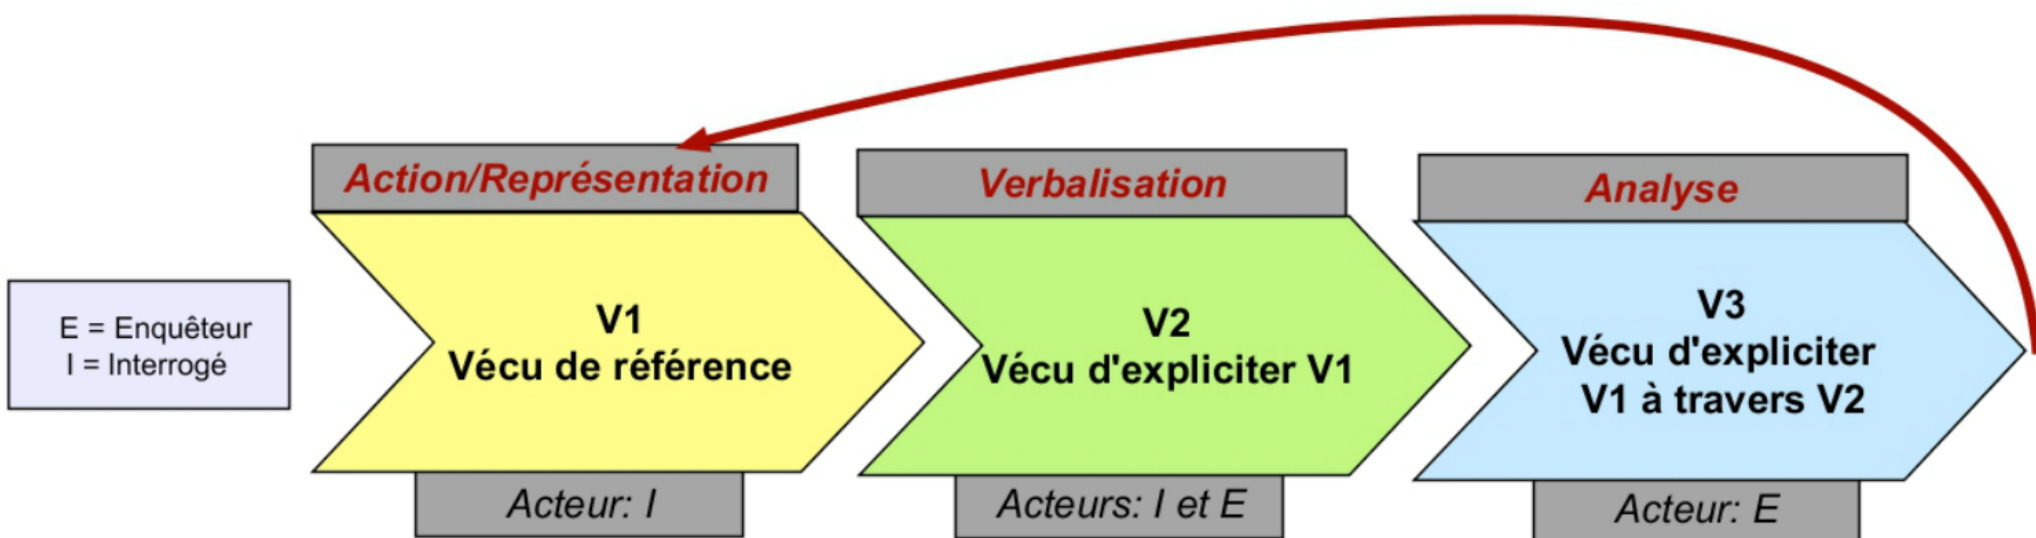 Action/Représentation
Verbalisation
Analyse
E = Enquêteur
I = Interrogé
V1
Vécu de référence
V2
Vécu d'expliciter V1
V3
Vécu d'expliciter
V1 à travers V2
Acteur: I
Acteurs: I et E
Acteur: E